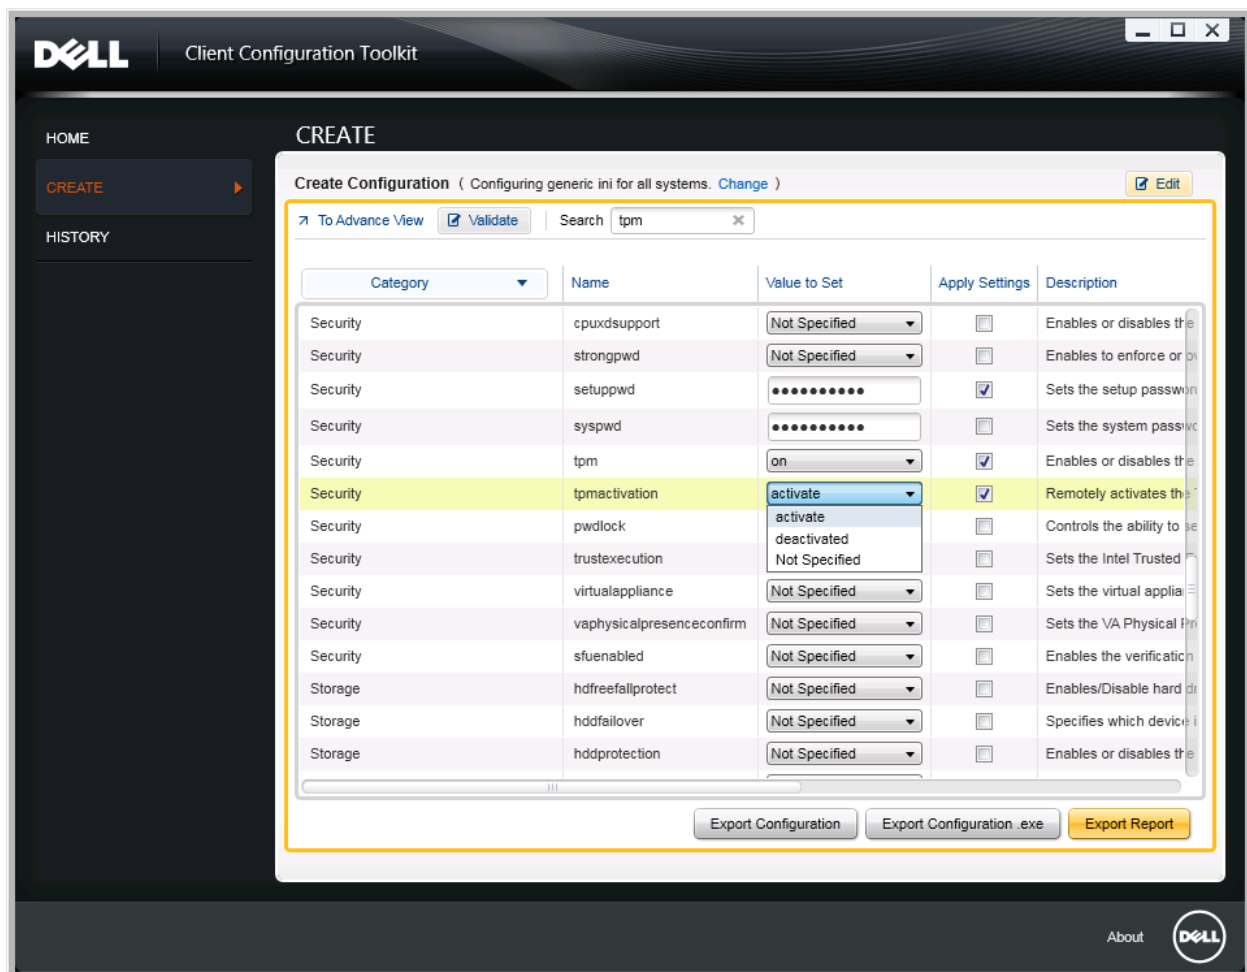 DELL
Client Configuration Toolkit
HOME
CREATE
HISTORY
CREATE
Create Configuration ( Configuring generic ini for all systems. Change )
Edit
To Advance View Validate Search tpm
Category Name Value to Set Apply Settings Description
Security cpuxdsupport Not Specified Enables or disables the
Security strongpwd Not Specified Enables to enforce or
Security setuppwd •••••••••• Sets the setup password
Security syspwd •••••••••• Sets the system
Security tpm on Enables or disables the
Security tpmactivation activate Remotely activates the
activate
deactivated
Not Specified
Security pwdlock Controls the ability to
Security trustexecution Sets the Intel Trusted
Security virtualappliance Not Specified Sets the virtual
Security vaphysicalpresenceconfirm Not Specified Sets the VA Physical
Security sfuenabled Not Specified Enables the verification
Storage hdfreefallprotect Not Specified Enables/Disable hard
Storage hddfailover Not Specified Specifies which device
Storage hddprotection Not Specified Enables or disables the
Export Configuration Export Configuration .exe Export Report
About DELL